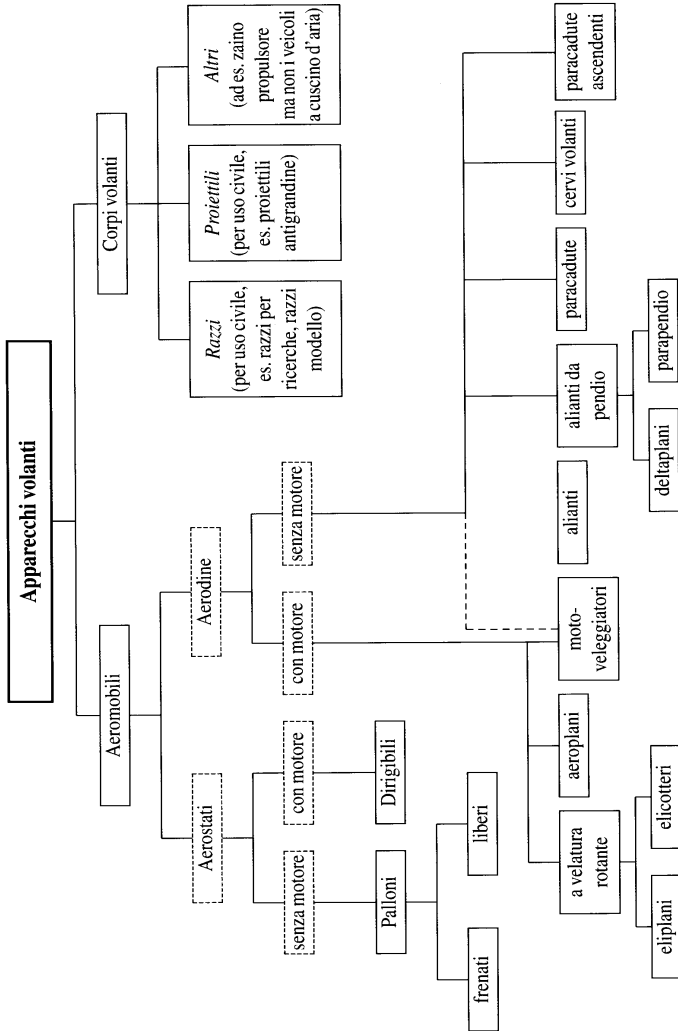 Apparecchi volanti
Aeromobili
Corpi volanti
Aerostati
Aerodine
Razzi
(per uso civile,
es. razzi per
ricerche, razzi
modello)
Proiettili
(per uso civile,
es. proiettili
antigrandine)
Altri
(ad es. zaino
propulsore
ma non i veicoli
a cuscino d'aria)
senza motore
con motore
con motore
senza motore
Palloni
Dirigibili
frenati
liberi
a velatura
rotante
aeroplani
moto-
veleggiatori
alianti
alianti da
pendio
paracadute
cervi volanti
paracadute
ascendenti
eliplani
elicotteri
deltaplani
parapendio